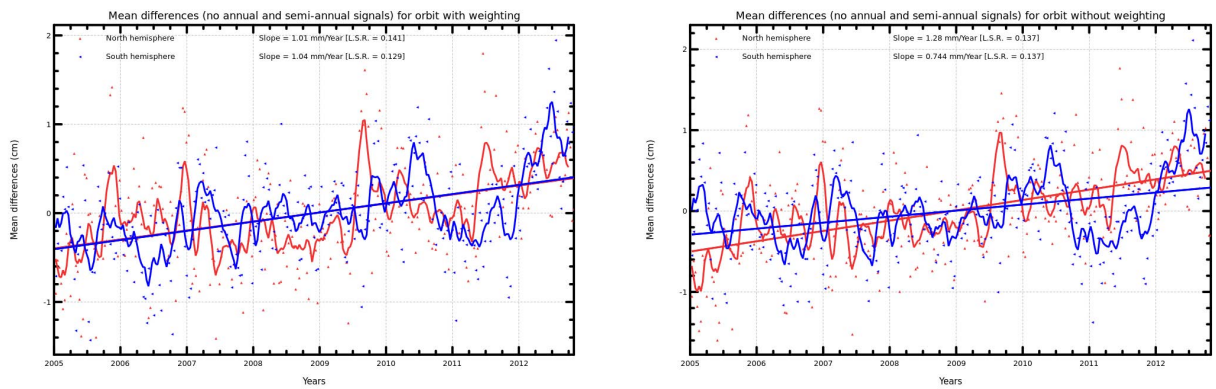 Mean differences (no annual and semi-annual signals) for orbit with weighting
North hemisphere Slope = 1.01 mm/Year [L.S.R. = 0.141]
South hemisphere Slope = 1.04 mm/Year [L.S.R. = 0.129]
2
1
0
-1
Mean differences (cm)
2005 2006 2007 2008 2009 2010 2011 2012
Years
Mean differences (no annual and semi-annual signals) for orbit without weighting
North hemisphere Slope = 1.28 mm/Year [L.S.R. = 0.137]
South hemisphere Slope = 0.744 mm/Year [L.S.R. = 0.137]
2
1
0
-1
Mean differences (cm)
2005 2006 2007 2008 2009 2010 2011 2012
Years